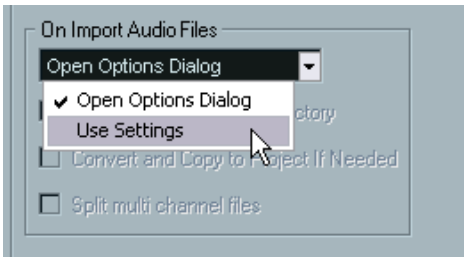 On Import Audio Files
Open Options Dialog
Open Options Dialog
ctory
Use Settings
Convert and Copy to Project If Needed
Split multi channel files